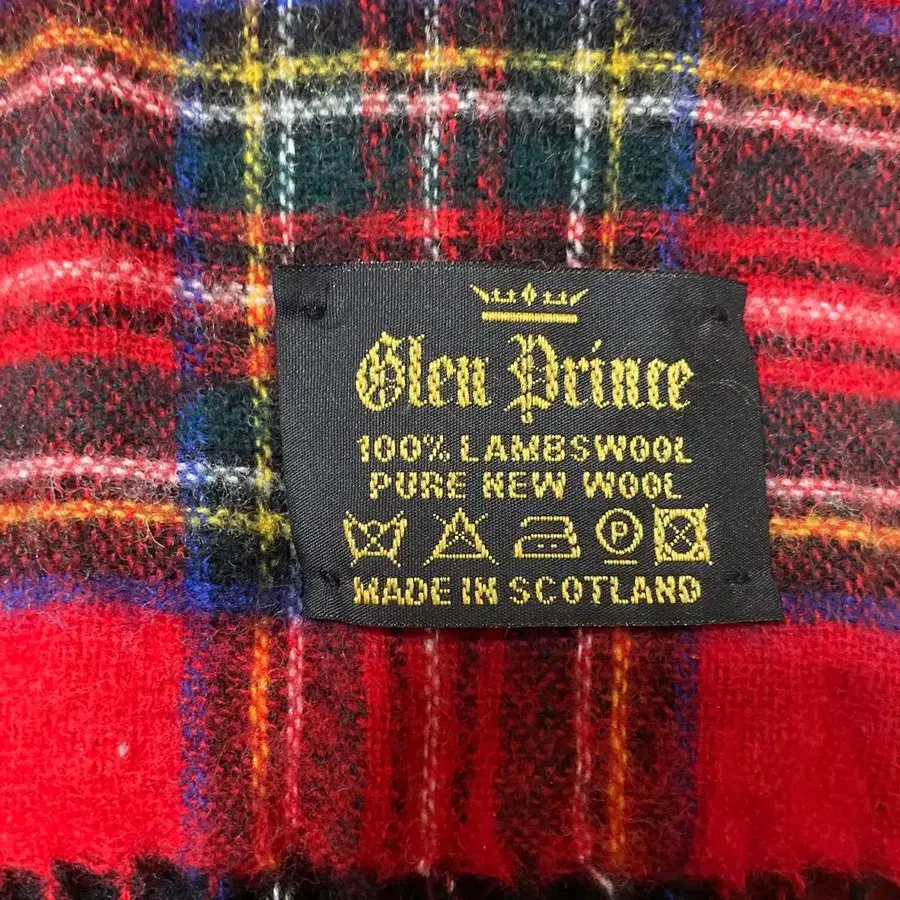 Glen Prince
100% LAMBSWOOL
PURE NEW WOOL
P
MADE IN SCOTLAND